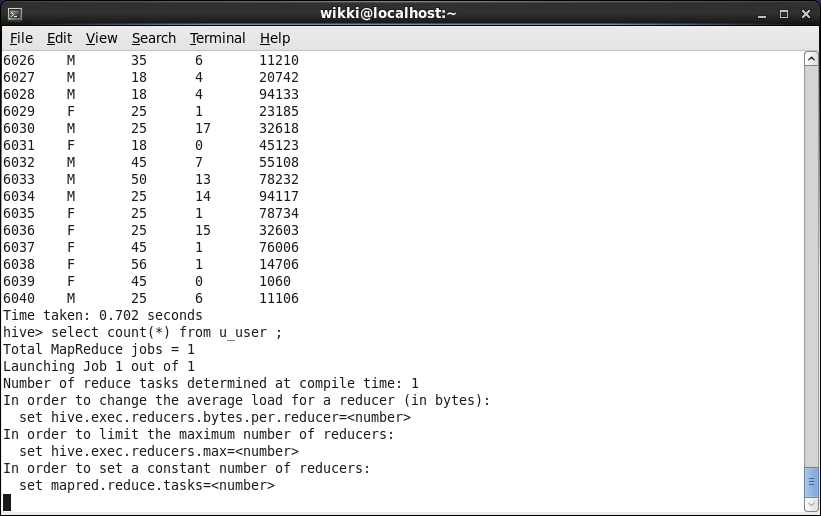 wikki@localhost:~
File Edit View Search Terminal Help
6026 M 35 6 11210
6027 M 18 4 20742
6028 M 18 4 94133
6029 F 25 1 23185
6030 M 25 17 32618
6031 F 18 0 45123
6032 M 45 7 55108
6033 M 50 13 78232
6034 M 25 14 94117
6035 F 25 1 78734
6036 F 25 15 32603
6037 F 45 1 76006
6038 F 56 1 14706
6039 F 45 0 1060
6040 M 25 6 11106
Time taken: 0.702 seconds
hive> select count(*) from u_user ;
Total MapReduce jobs = 1
Launching Job 1 out of 1
Number of reduce tasks determined at compile time: 1
In order to change the average load for a reducer (in bytes):
  set hive.exec.reducers.bytes.per.reducer=<number>
In order to limit the maximum number of reducers:
  set hive.exec.reducers.max=<number>
In order to set a constant number of reducers:
  set mapred.reduce.tasks=<number>